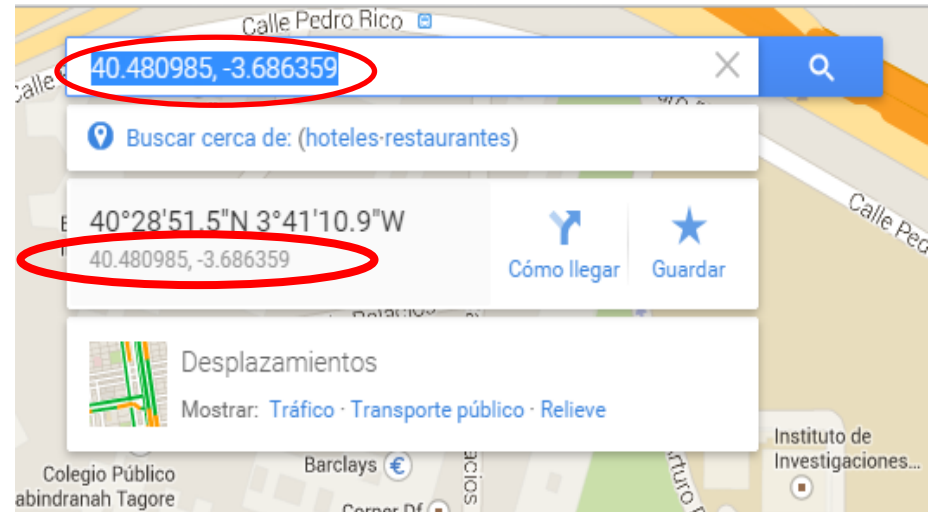 Calle Pedro Rico
40.480985, -3.686359
Calle
Buscar cerca de: (hoteles·restaurantes)
40°28'51.5"N 3°41'10.9"W
40.480985, -3.686359
Cómo llegar
Guardar
Calle Ped
Desplazamientos
Mostrar: Tráfico · Transporte público · Relieve
Instituto de
Investigaciones...
Colegio Público
abindranah Tagore
Barclays
acios
rturo